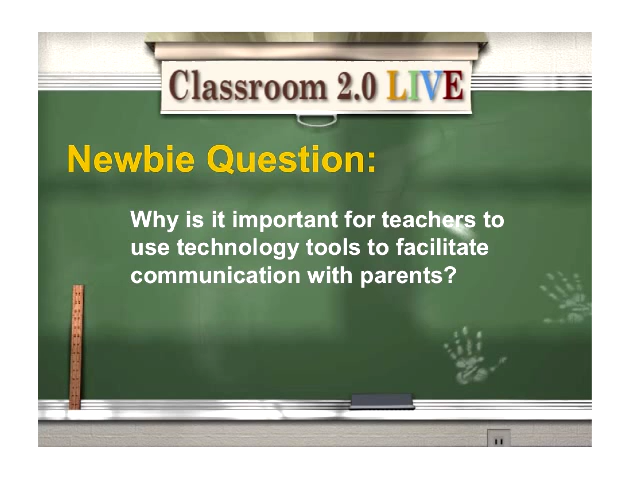 Classroom 2.0 LIVE
Newbie Question:
Why is it important for teachers to
use technology tools to facilitate
communication with parents?